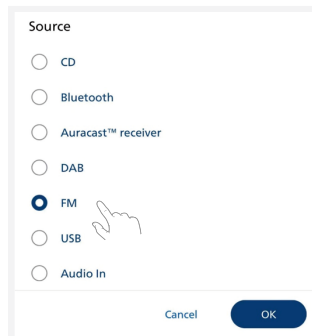 Source
CD
Bluetooth
Auracast™ receiver
DAB
FM
USB
Audio In
Cancel
OK